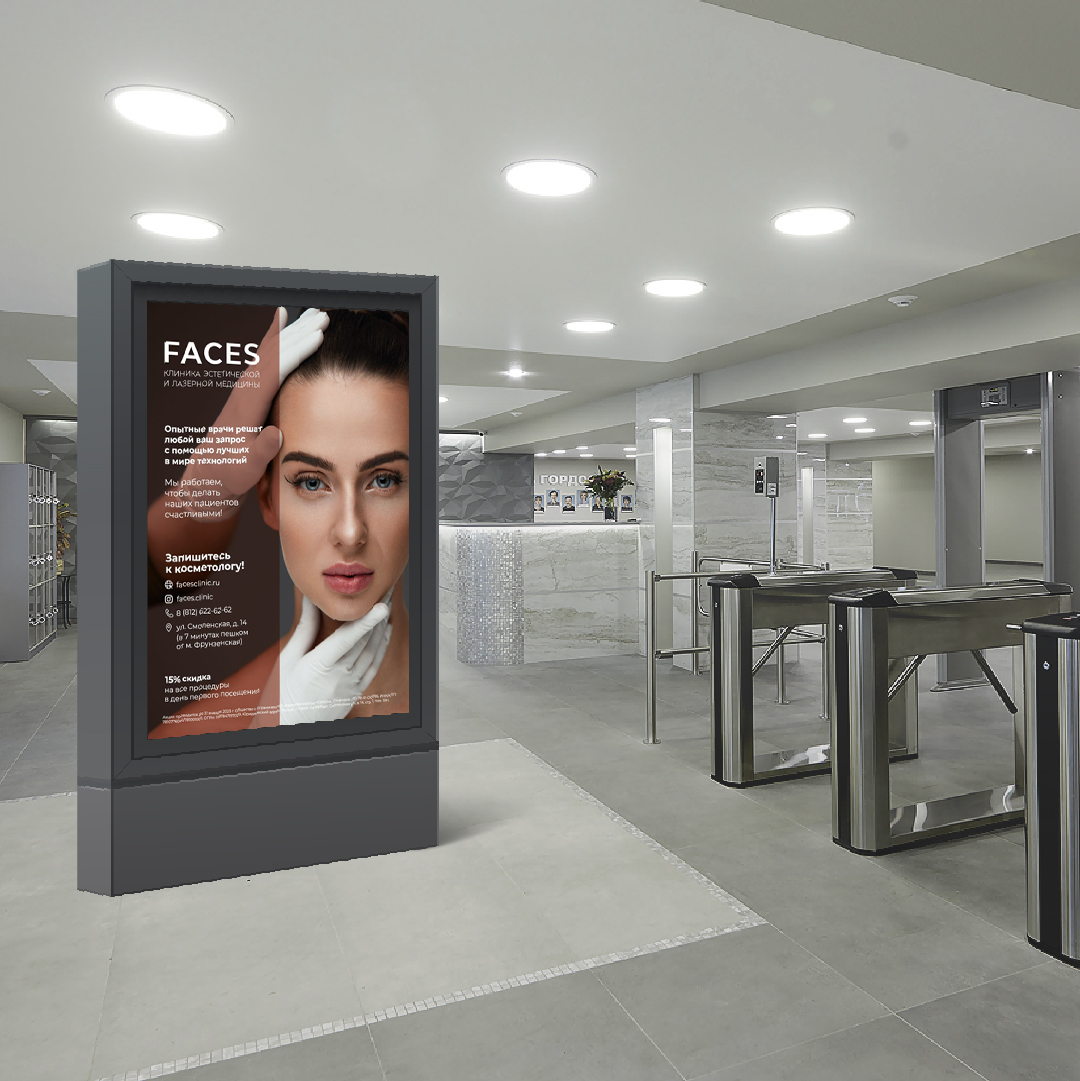 FACES
КЛИНИКА ЭСТЕТИЧЕСКОЙ
И ЛАЗЕРНОЙ МЕДИЦИНЫ
Опытные врачи решат
любой ваш запрос
с помощью лучших
в мире технологий
Мы работаем,
чтобы делать
наших пациентов
счастливыми!
Запишитесь
к косметологу!
facesclinic.ru
faces.clinic
8 (812) 622-62-62
ул. Смоленская, д. 14
(в 7 минутах пешком
от м. Фрунзенская)
15% скидка
на все процедуры
в день первого посещения!
ГОРДО